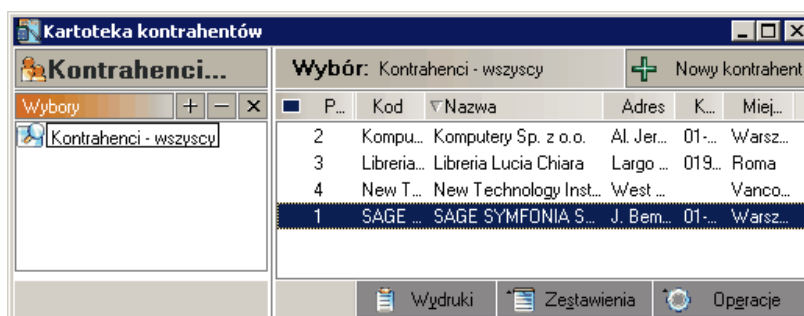 Kartoteka kontrahentów
Kontrahenci... Wybór: Kontrahenci - wszyscy Nowy kontrahent
Wybory P... Kod Nazwa Adres K... Miej...
Kontrahenci - wszyscy
2 Kompu... Komputery Sp. z o.o. Al. Jer... 01-... Warsz...
3 Libreria... Libreria Lucia Chiara Largo ... 019... Roma
4 New T... New Technology Inst... West ... Vanco...
1 SAGE ... SAGE SYMFONIA S... J. Bem... 01-... Warsz...
Wydruki Zestawienia Operacje